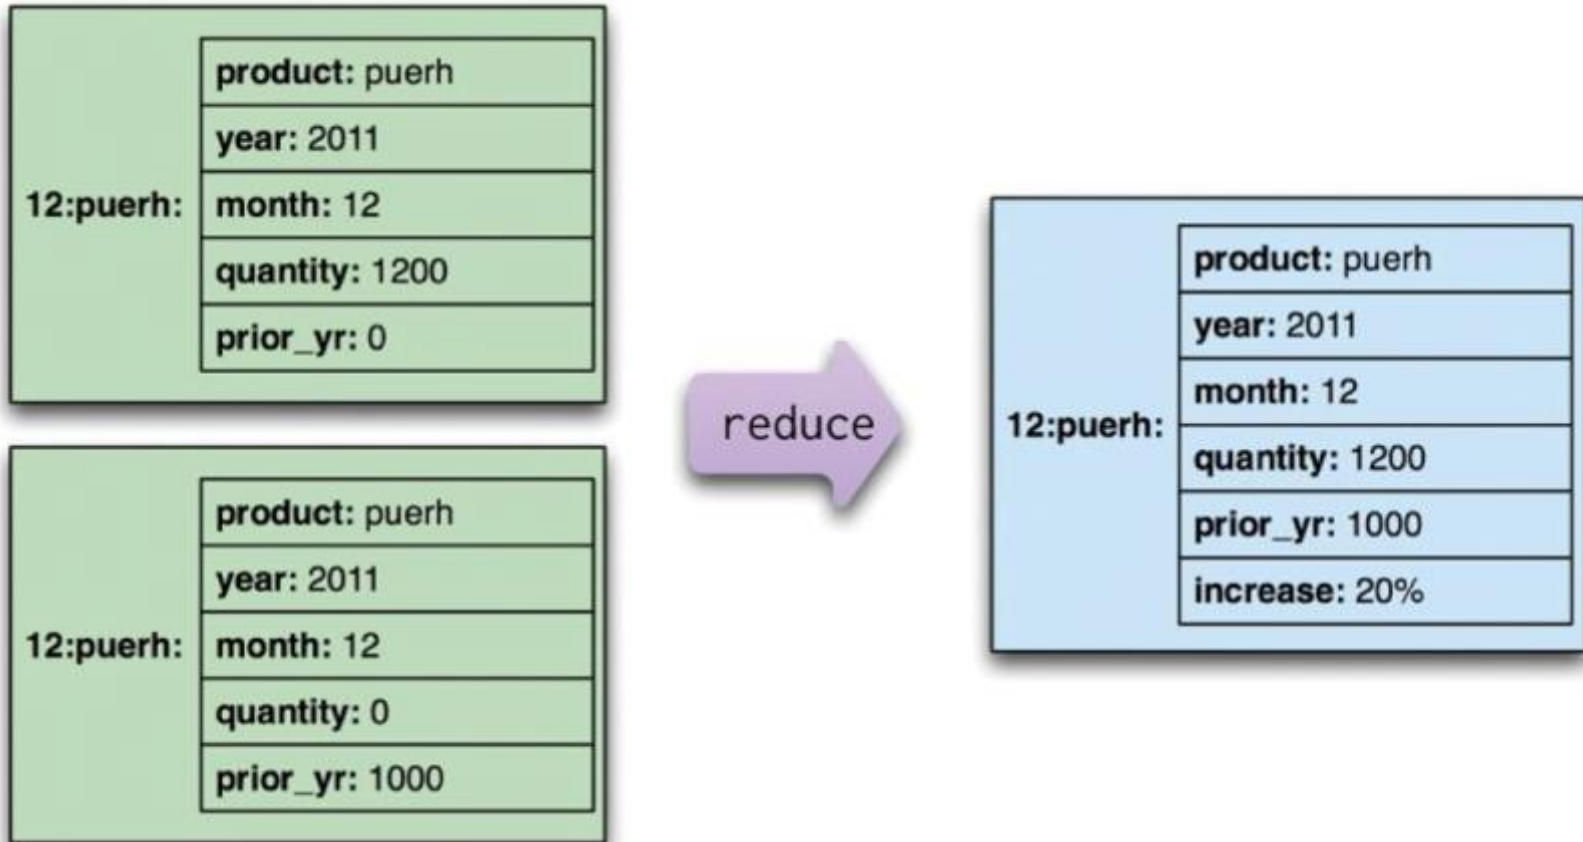 product: puerh
year: 2011
12:puerh: month: 12
quantity: 1200
prior_yr: 0
product: puerh
year: 2011
12:puerh: month: 12
quantity: 0
prior_yr: 1000
reduce
product: puerh
year: 2011
month: 12
12:puerh:
quantity: 1200
prior_yr: 1000
increase: 20%